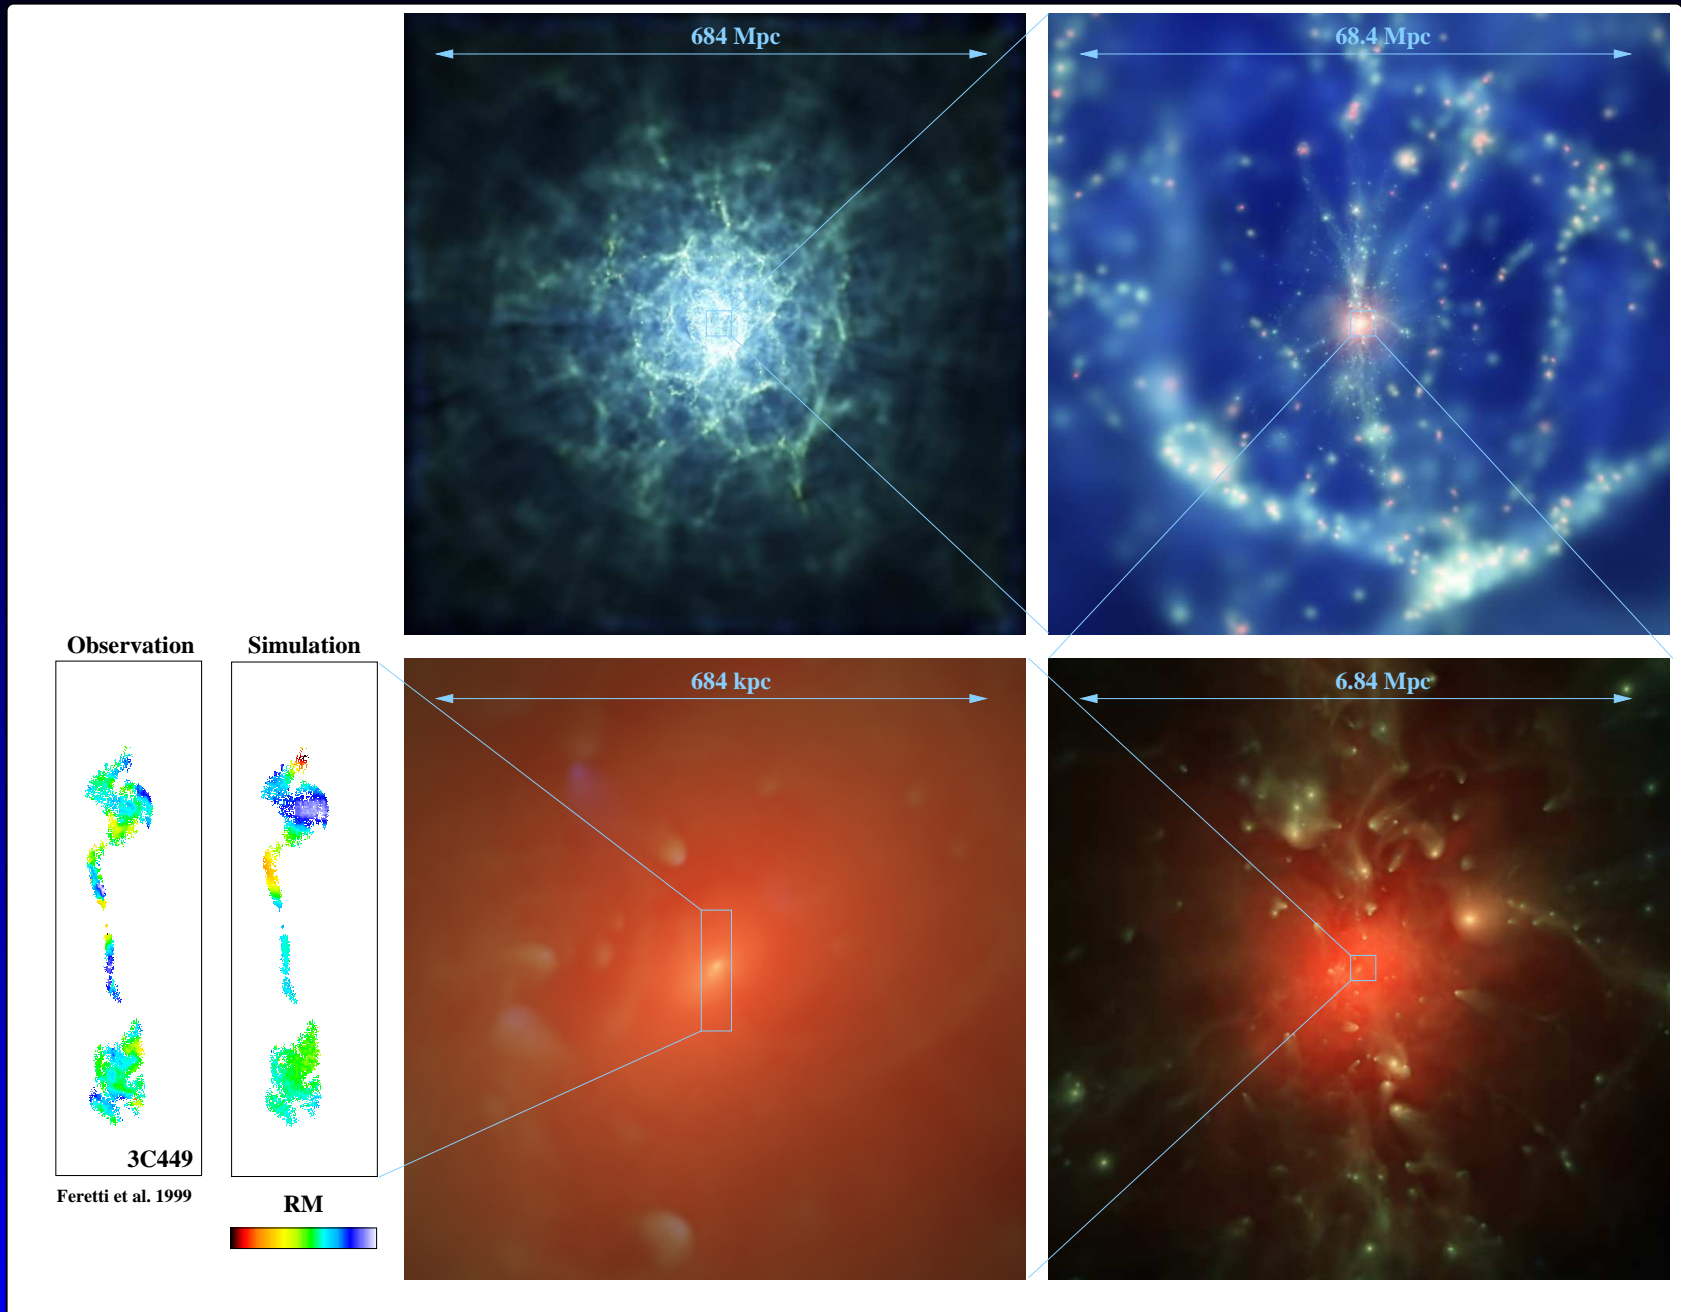 684 Mpc
68.4 Mpc
Observation
Simulation
684 kpc
6.84 Mpc
3C449
Feretti et al. 1999
RM